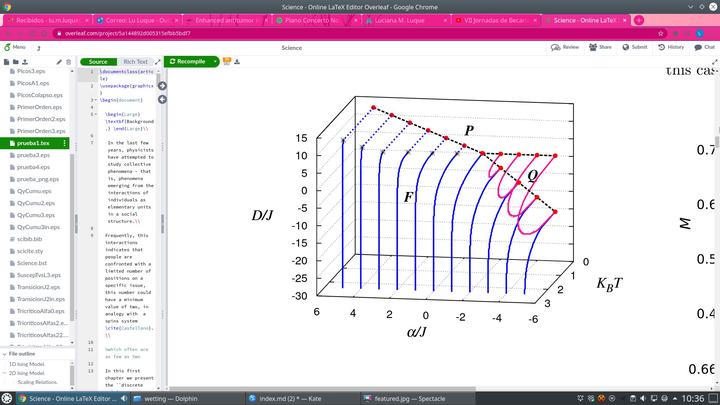 Science - Online LaTeX Editor Overleaf - Google Chrome
Recibidos - lu.m.luque
Correo: Lu Luque - Ou
Enhanced antitumor i
Piano Concerto No
Luciana M. Luque
VII Jornadas de Becari
Science - Online LaTeX
overleaf.com/project/5a144892d005315efbb5bdf7
Menu
Science
Review
Share
Submit
History
Chat
Source
Rich Text
Recompile
Picos3.eps
PicosA1.eps
PicosColapso.eps
PrimerOrden.eps
PrimerOrden2.eps
PrimerOrden3.eps
prueba1.tex
prueba3.eps
prueba4.eps
prueba_png.eps
QyCumu.eps
QyCumu2.eps
QyCumu3.eps
QyCumu3in.eps
scibib.bib
scicite.sty
Science.bst
SusceptVsL3.eps
TransicionJ2.eps
TransicionJ2in.eps
TricriticoAlfa0.eps
TricriticosAlfas2.e...
TricriticosAlfas22....
File outline
1D Ising Model.
2D Ising Model.
Scaling Relations.
1 \documentclass{artic
le}
2 \usepackage{graphicx
}
3 \begin{document}
4
5 \begin{Large}
\textbf{Background
.} \end{Large}\\
6
7 In the last few
years, physicists
have attempted to
study collective
phenomena - that
is, phenomena
emerging from the
interactions of
individuals as
elementary units
in a social
structure.\\
8
9 Frequently, this
interactions
indicates that
people are
confronted with a
limited number of
positions on a
specific issue,
this number could
have a minimum
value of two, in
analogy with a
spins system
\cite{Castellano}.
\\
10
11 %which often are
as few as two
12
13 In this first
chapter we present
the ``discrete
this cas
P
Q
F
D/J
15
10
5
0
-5
-10
-15
-20
-25
-30
6 4 2 0 -2 -4 -6
α/J
0
1
2
3
K_BT
M
0.7
0.6
0.5
0.4
0.66
Science - Online LaTeX Editor
wetting — Dolphin
index.md (2) * — Kate
featured.jpg — Spectacle
10:36